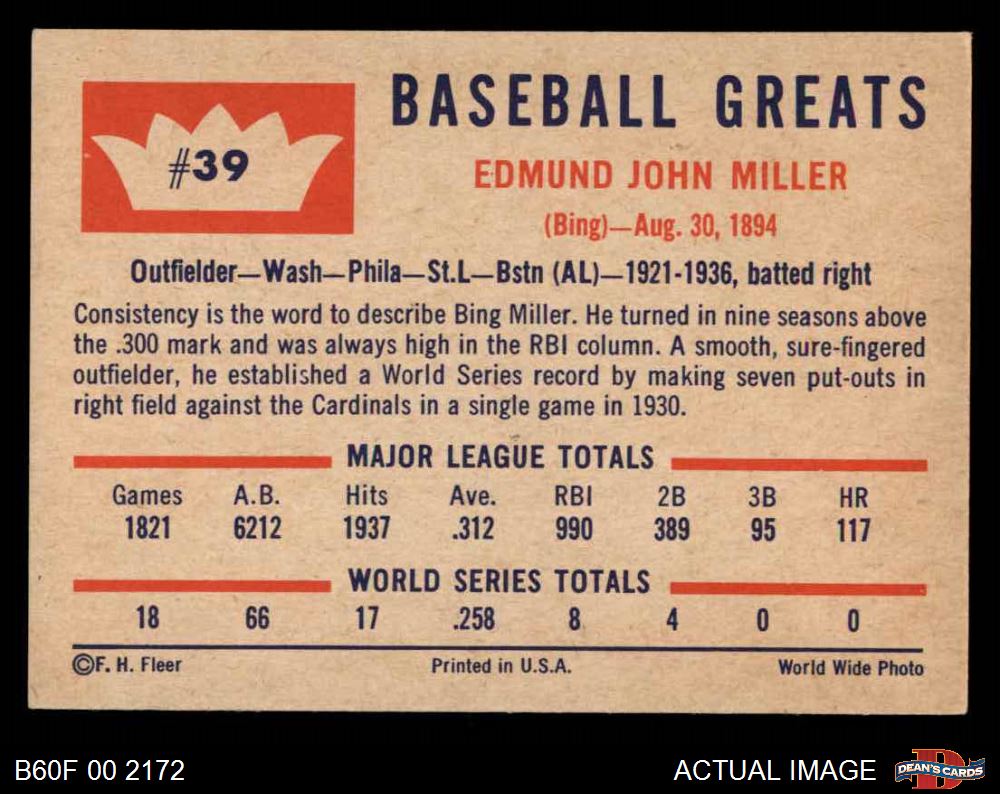 #39
BASEBALL GREATS
EDMUND JOHN MILLER
(Bing)—Aug. 30, 1894
Outfielder—Wash—Phila—St.L—Bstn (AL)—1921-1936, batted right
Consistency is the word to describe Bing Miller. He turned in nine seasons above
the .300 mark and was always high in the RBI column. A smooth, sure-fingered
outfielder, he established a World Series record by making seven put-outs in
right field against the Cardinals in a single game in 1930.
MAJOR LEAGUE TOTALS
Games A.B. Hits Ave. RBI 2B 3B HR
1821 6212 1937 .312 990 389 95 117
WORLD SERIES TOTALS
18 66 17 .258 8 4 0 0
©F. H. Fleer Printed in U.S.A. World Wide Photo
B60F 00 2172 ACTUAL IMAGE DEAN'S CARDS